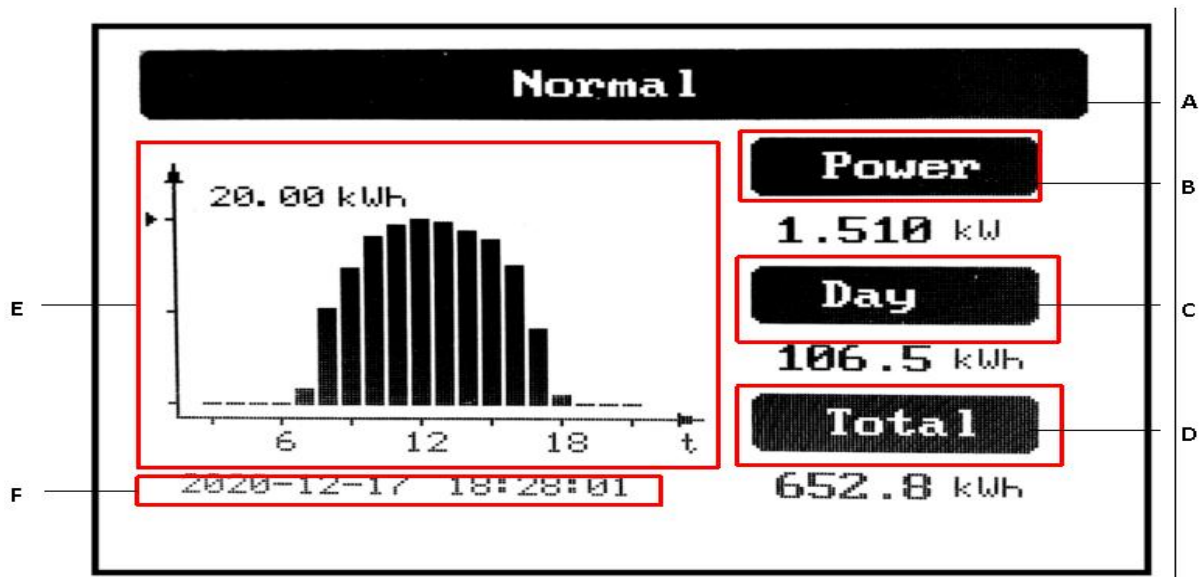 Normal
A
Power
B
20.00 kWh
1.510 kW
Day
C
E
106.5 kWh
Total
D
6 12 18 t
F
2020-12-17 18:28:01
652.8 kWh